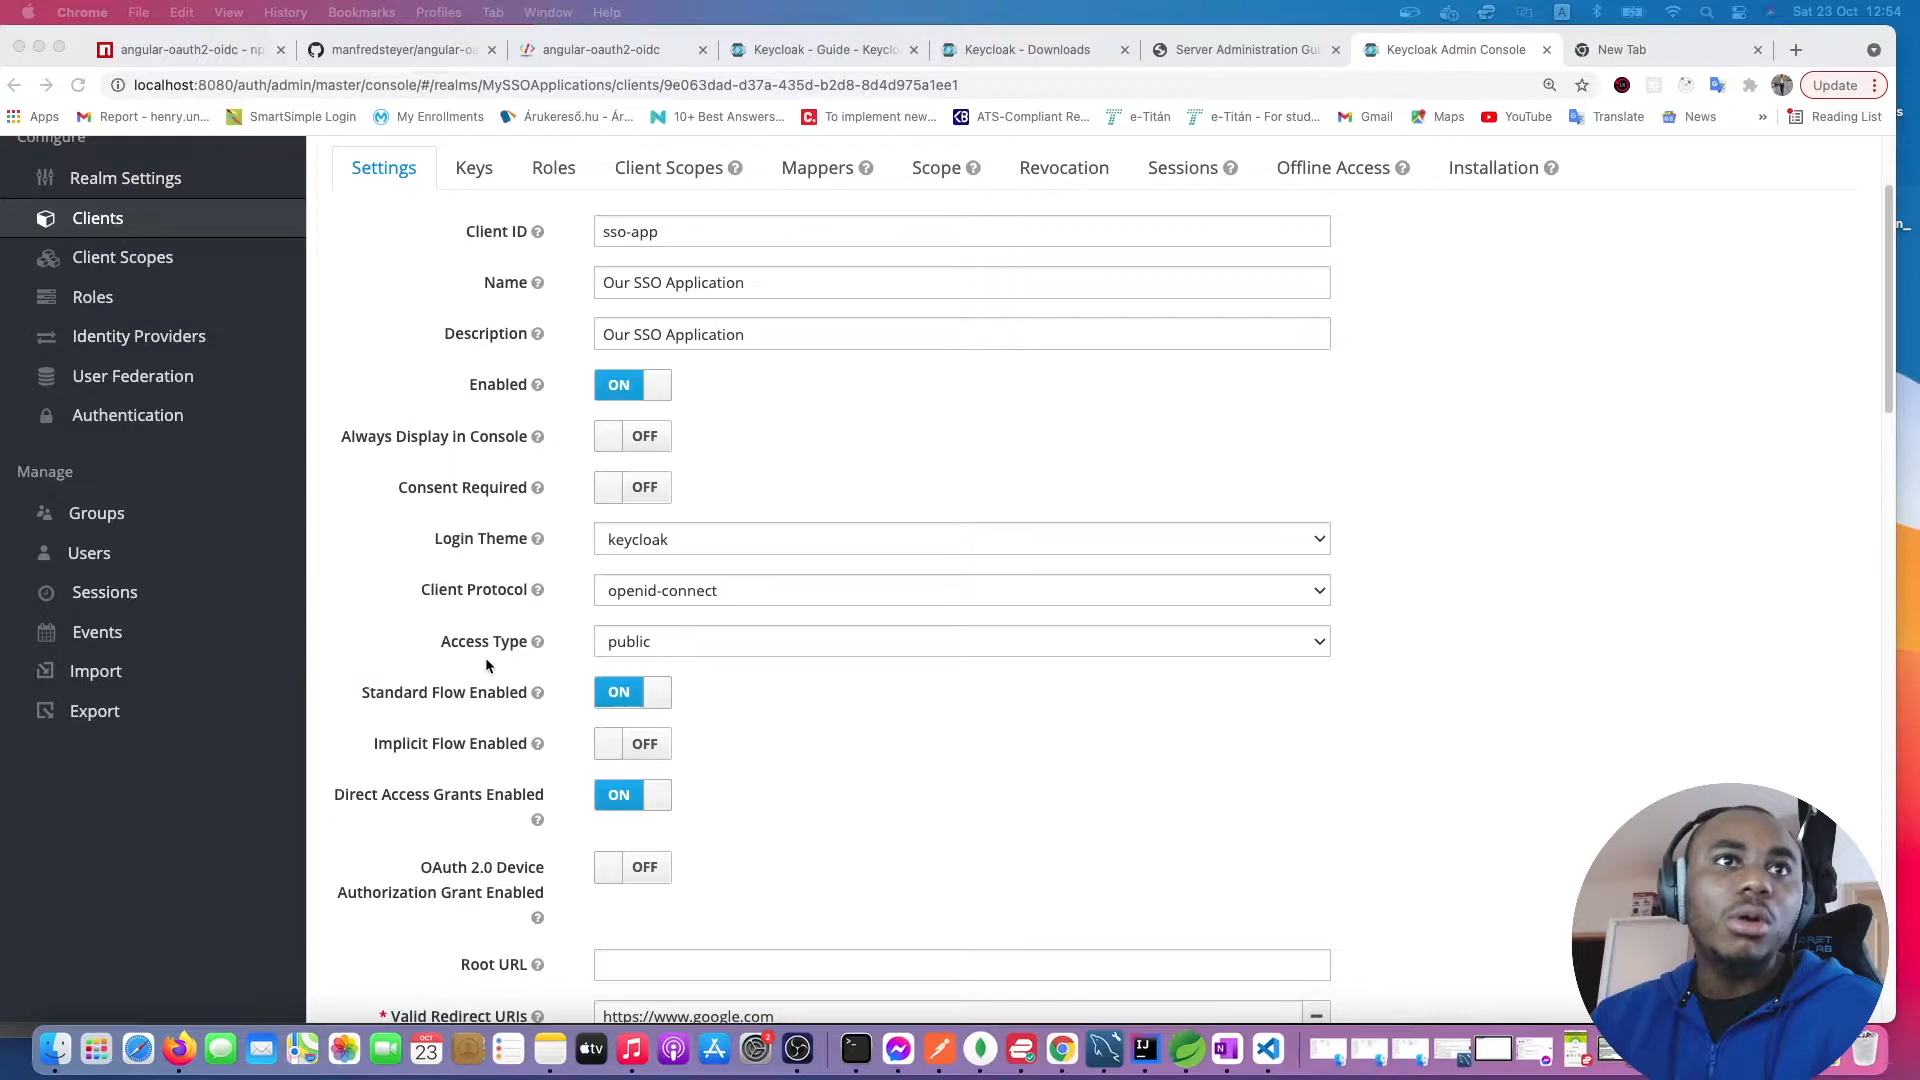 Chrome File Edit View History Bookmarks Profiles Tab Window Help Sat 23 Oct 12:54
angular-oauth2-oidc - np manfredsteyer/angular-oa angular-oauth2-oidc Keycloak - Guide - Keyclo Keycloak - Downloads Server Administration Gui Keycloak Admin Console New Tab
localhost:8080/auth/admin/master/console/#/realms/MySSOApplications/clients/9e063dad-d37a-435d-b2d8-8d4d975a1ee1 Update
Apps Report - henry.un... SmartSimple Login My Enrollments Árukereső.hu - Ár... 10+ Best Answers... To implement new... ATS-Compliant Re... e-Titán e-Titán - For stud... Gmail Maps YouTube Translate News » Reading List
Configure
Realm Settings
Clients
Client Scopes
Roles
Identity Providers
User Federation
Authentication
Manage
Groups
Users
Sessions
Events
Import
Export
Settings Keys Roles Client Scopes Mappers Scope Revocation Sessions Offline Access Installation
Client ID sso-app
Name Our SSO Application
Description Our SSO Application
Enabled ON
Always Display in Console OFF
Consent Required OFF
Login Theme keycloak
Client Protocol openid-connect
Access Type public
Standard Flow Enabled ON
Implicit Flow Enabled OFF
Direct Access Grants Enabled ON
OAuth 2.0 Device OFF
Authorization Grant Enabled
Root URL
* Valid Redirect URIs https://www.google.com
OCT
23
tv
2
IJ